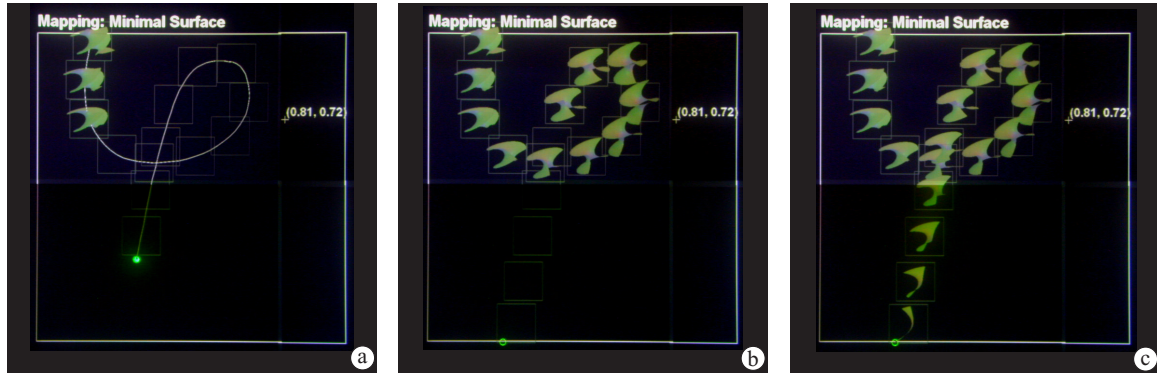 Mapping: Minimal Surface
(0.81, 0.72)
a
Mapping: Minimal Surface
(0.81, 0.72)
b
Mapping: Minimal Surface
(0.81, 0.72)
c